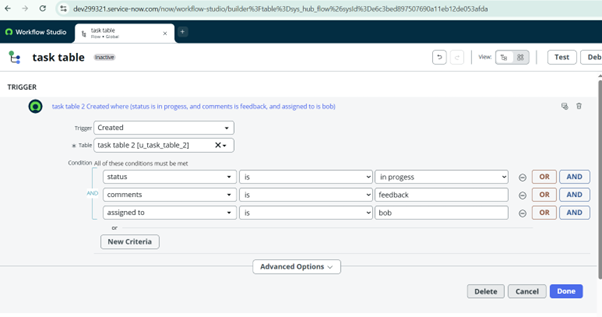 dev299321.service-now.com/now/workflow-studio/builder%3Ftable%3Dsys_hub_flow%26sysId%3De6c3bed897507690a11eb12de053afda
Workflow Studio
task table
Flow • Global
task table
Inactive
View:
Test
Deb
TRIGGER
task table 2 Created where (status is in progess, and comments is feedback, and assigned to is bob)
Trigger Created
* Table task table 2 [u_task_table_2]
Condition All of these conditions must be met
status is in progess OR AND
AND comments is feedback OR AND
assigned to is bob OR AND
or
New Criteria
Advanced Options
Delete Cancel Done